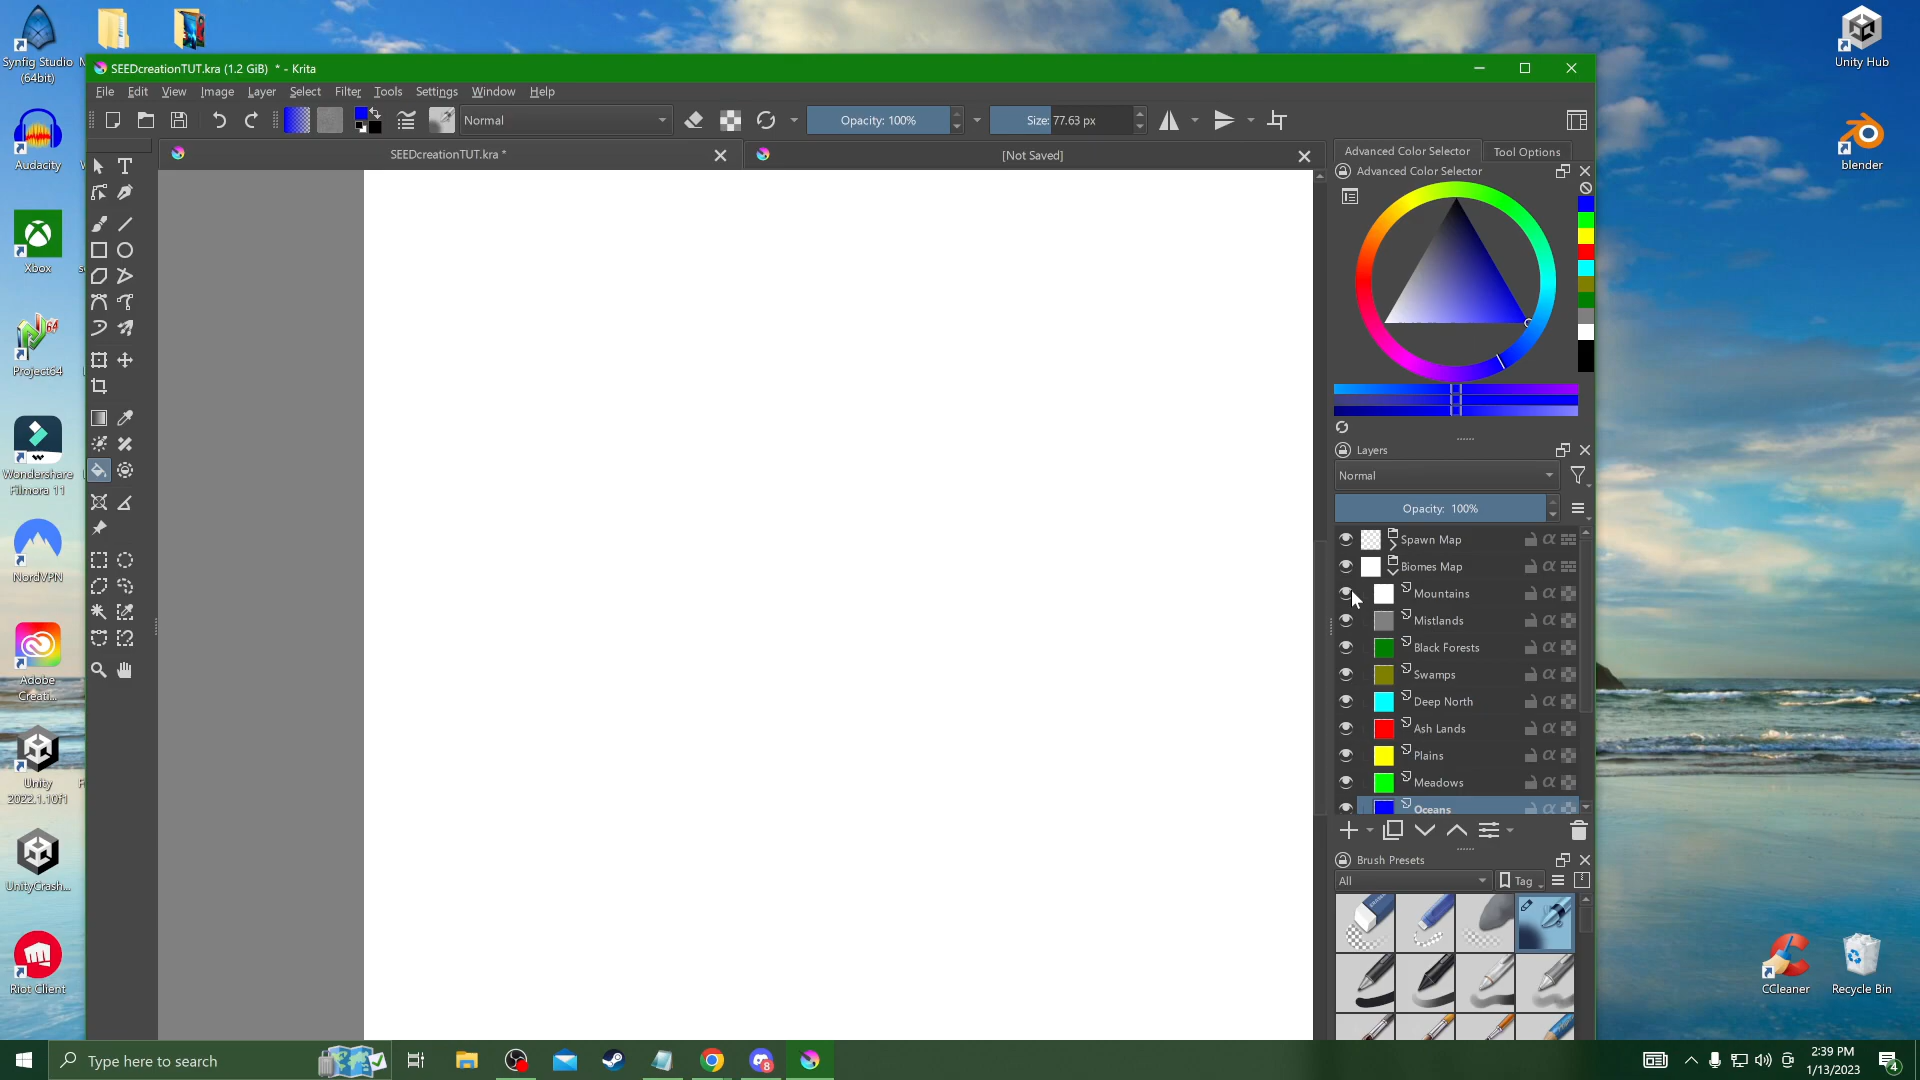 Synfig Studio
(64bit)
Audacity
Xbox
Project64
Wondershare
Filmora 11
NordVPN
Adobe
Creati...
Unity
2022.1.10f1
UnityCrash...
Riot Client
Unity Hub
blender
CCleaner
Recycle Bin
SEEDcreationTUT.kra (1.2 GiB) * - Krita
File Edit View Image Layer Select Filter Tools Settings Window Help
Normal
Opacity: 100%
Size: 77.63 px
SEEDcreationTUT.kra *
[Not Saved]
Advanced Color Selector
Tool Options
Advanced Color Selector
Layers
Normal
Opacity: 100%
Spawn Map
Biomes Map
Mountains
Mistlands
Black Forests
Swamps
Deep North
Ash Lands
Plains
Meadows
Oceans
Brush Presets
All
Tag
Type here to search
2:39 PM
1/13/2023